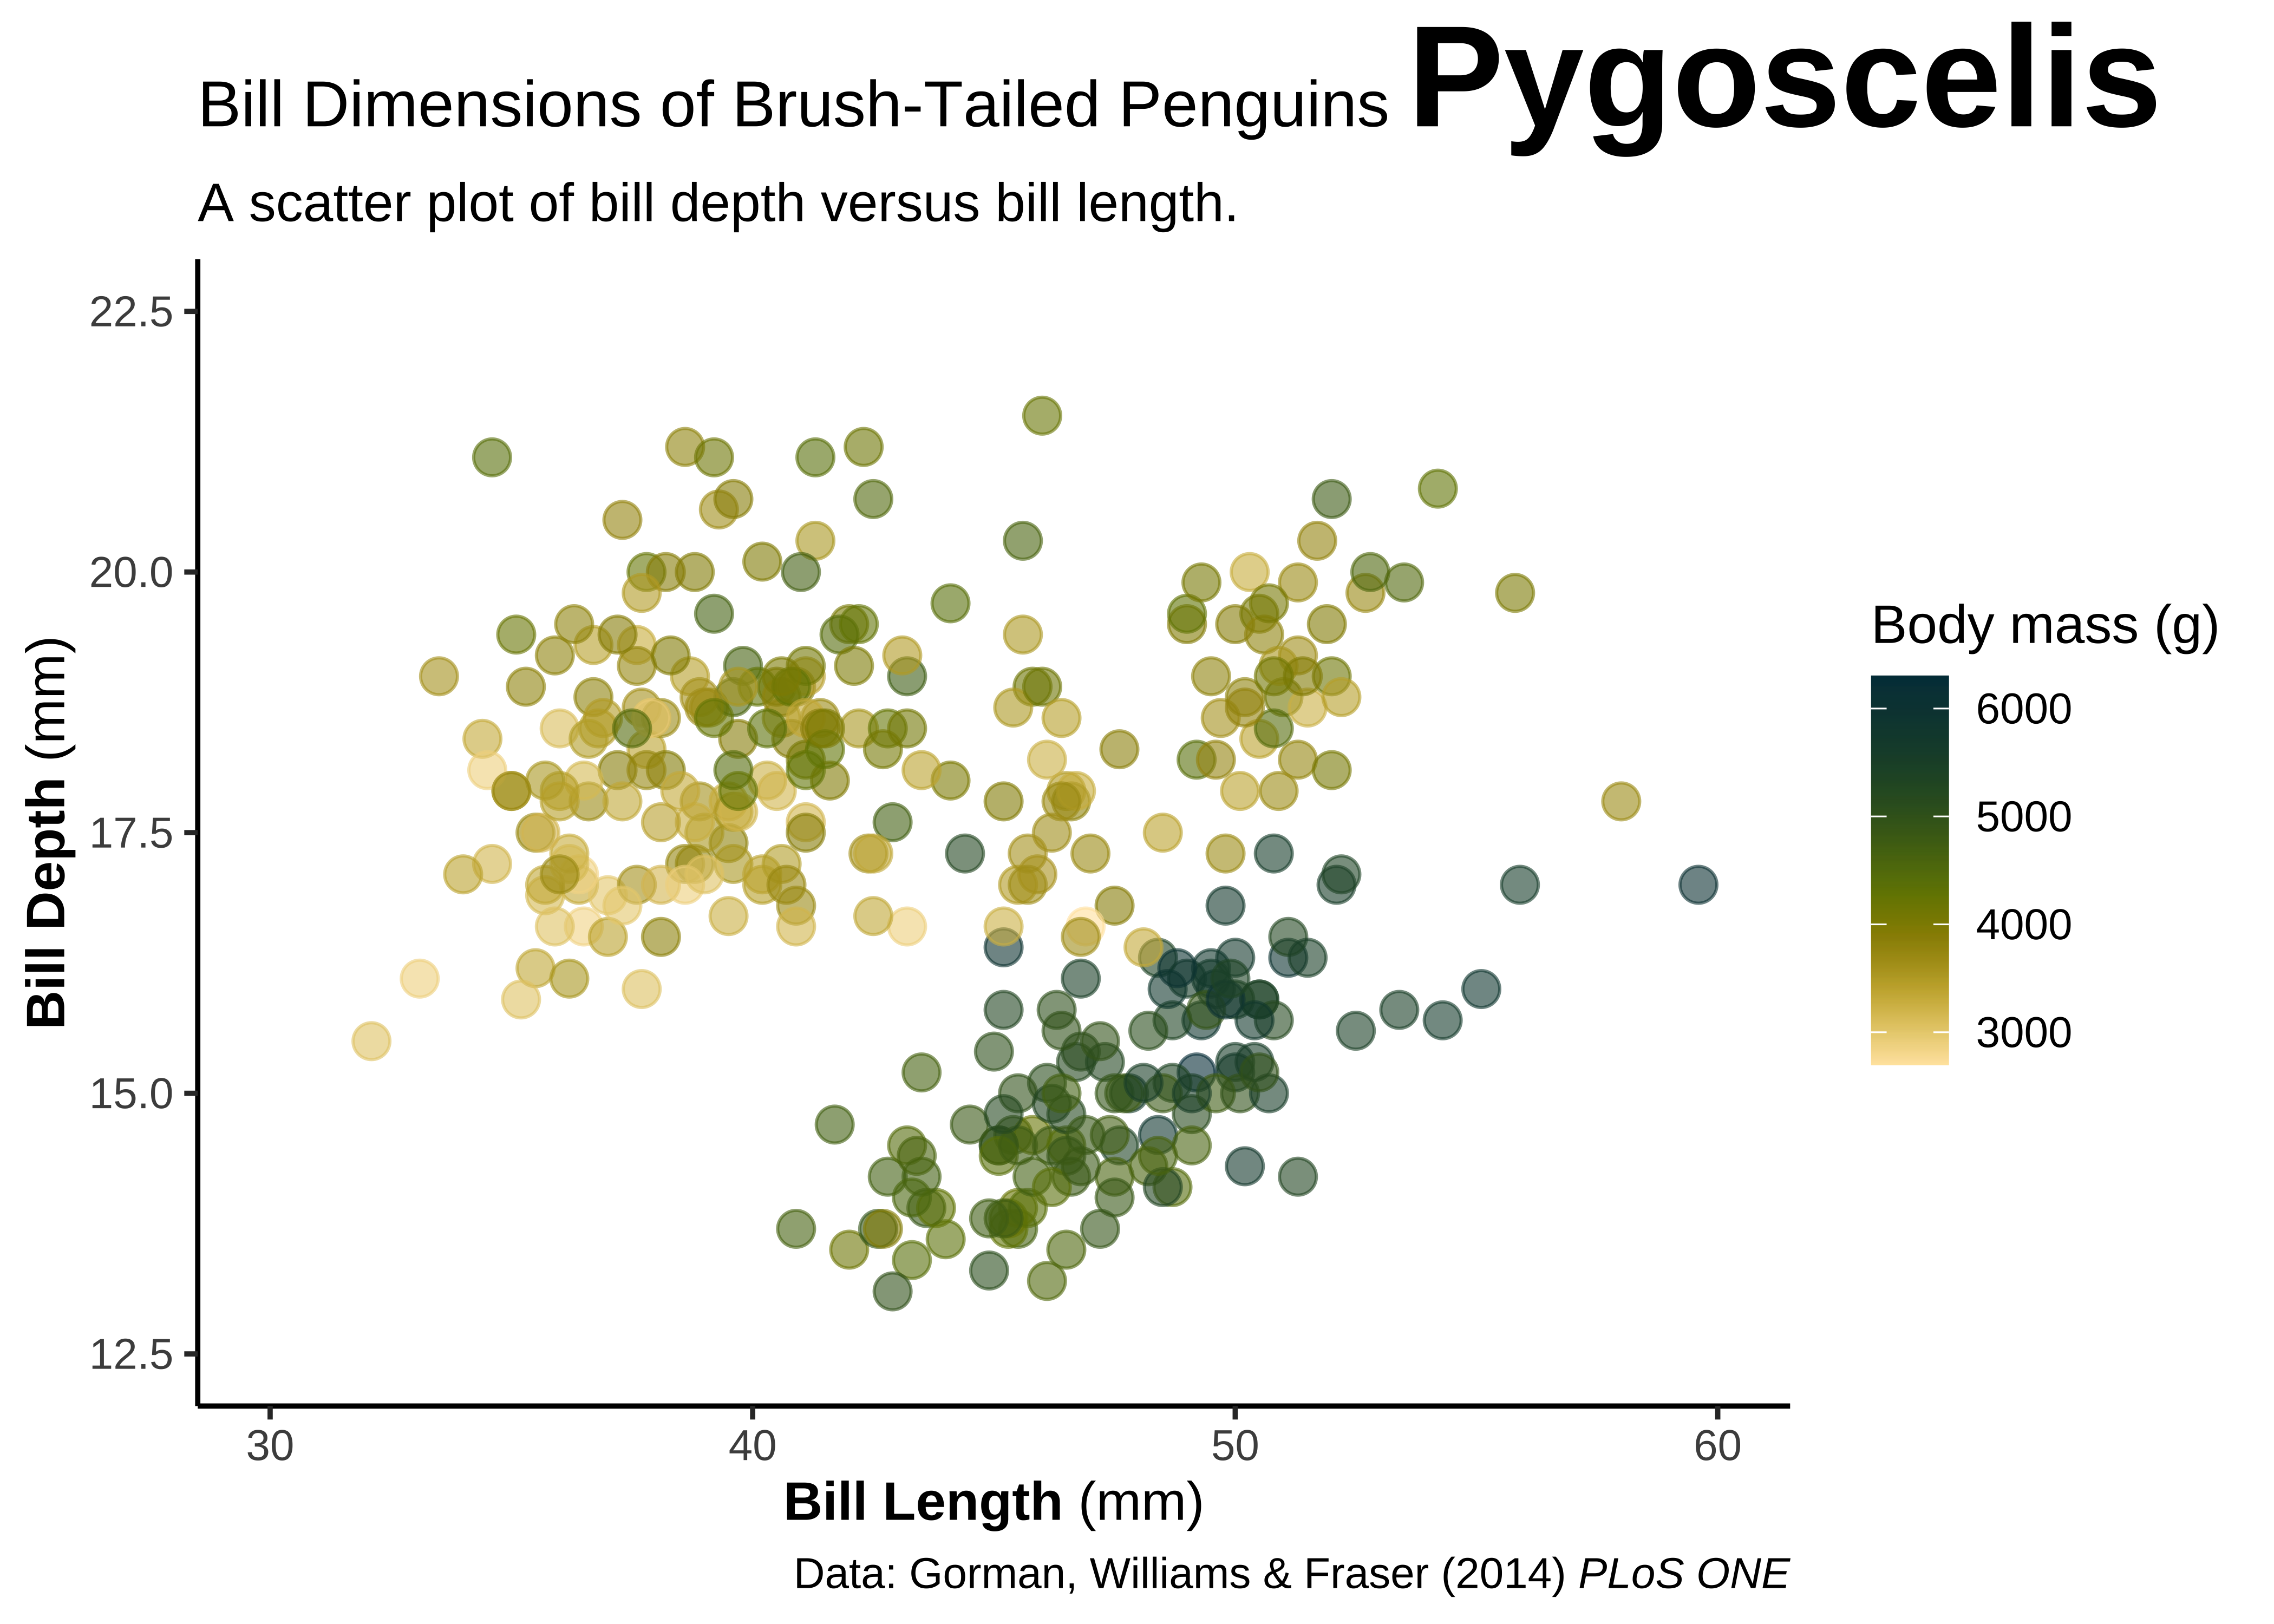 Bill Dimensions of Brush-Tailed Penguins Pygoscelis
A scatter plot of bill depth versus bill length.
Bill Depth (mm)
22.5
20.0
17.5
15.0
12.5
30 40 50 60
Bill Length (mm)
Body mass (g)
6000
5000
4000
3000
Data: Gorman, Williams & Fraser (2014) PLoS ONE